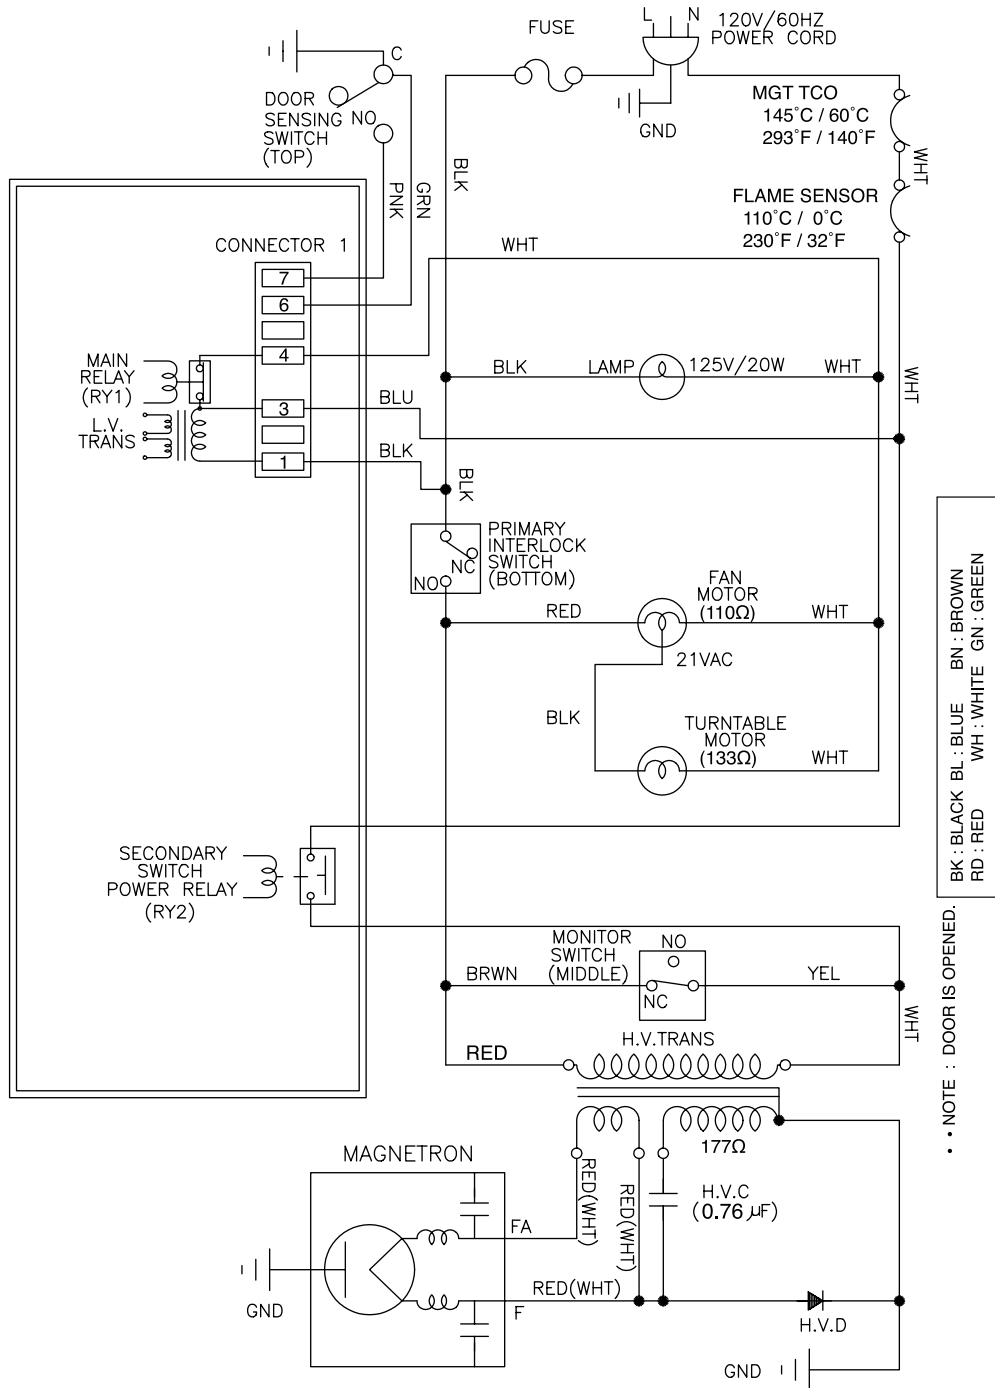 FUSE
L N
120V/60HZ
POWER CORD
C
DOOR
SENSING
SWITCH
(TOP)
NO
GND
MGT TCO
145°C / 60°C
293°F / 140°F
WHT
BLK
PNK
GRN
FLAME SENSOR
110°C / 0°C
230°F / 32°F
CONNECTOR 1
WHT
7
6
4
3
1
MAIN
RELAY
(RY1)
L.V.
TRANS
BLK
LAMP
125V/20W
WHT
WHT
BLU
BLK
BLK
PRIMARY
INTERLOCK
SWITCH
(BOTTOM)
NC
NO
RED
FAN
MOTOR
(110Ω)
WHT
21VAC
BLK
TURNTABLE
MOTOR
(133Ω)
WHT
SECONDARY
SWITCH
POWER RELAY
(RY2)
MONITOR
SWITCH
(MIDDLE)
NO
NC
BRWN
YEL
WHT
RED
H.V.TRANS
177Ω
MAGNETRON
RED(WHT)
RED(WHT)
H.V.C
(0.76 μF)
FA
F
RED(WHT)
GND
H.V.D
GND
• • NOTE : DOOR IS OPENED.
BK : BLACK BL : BLUE BN : BROWN
RD : RED WH : WHITE GN : GREEN